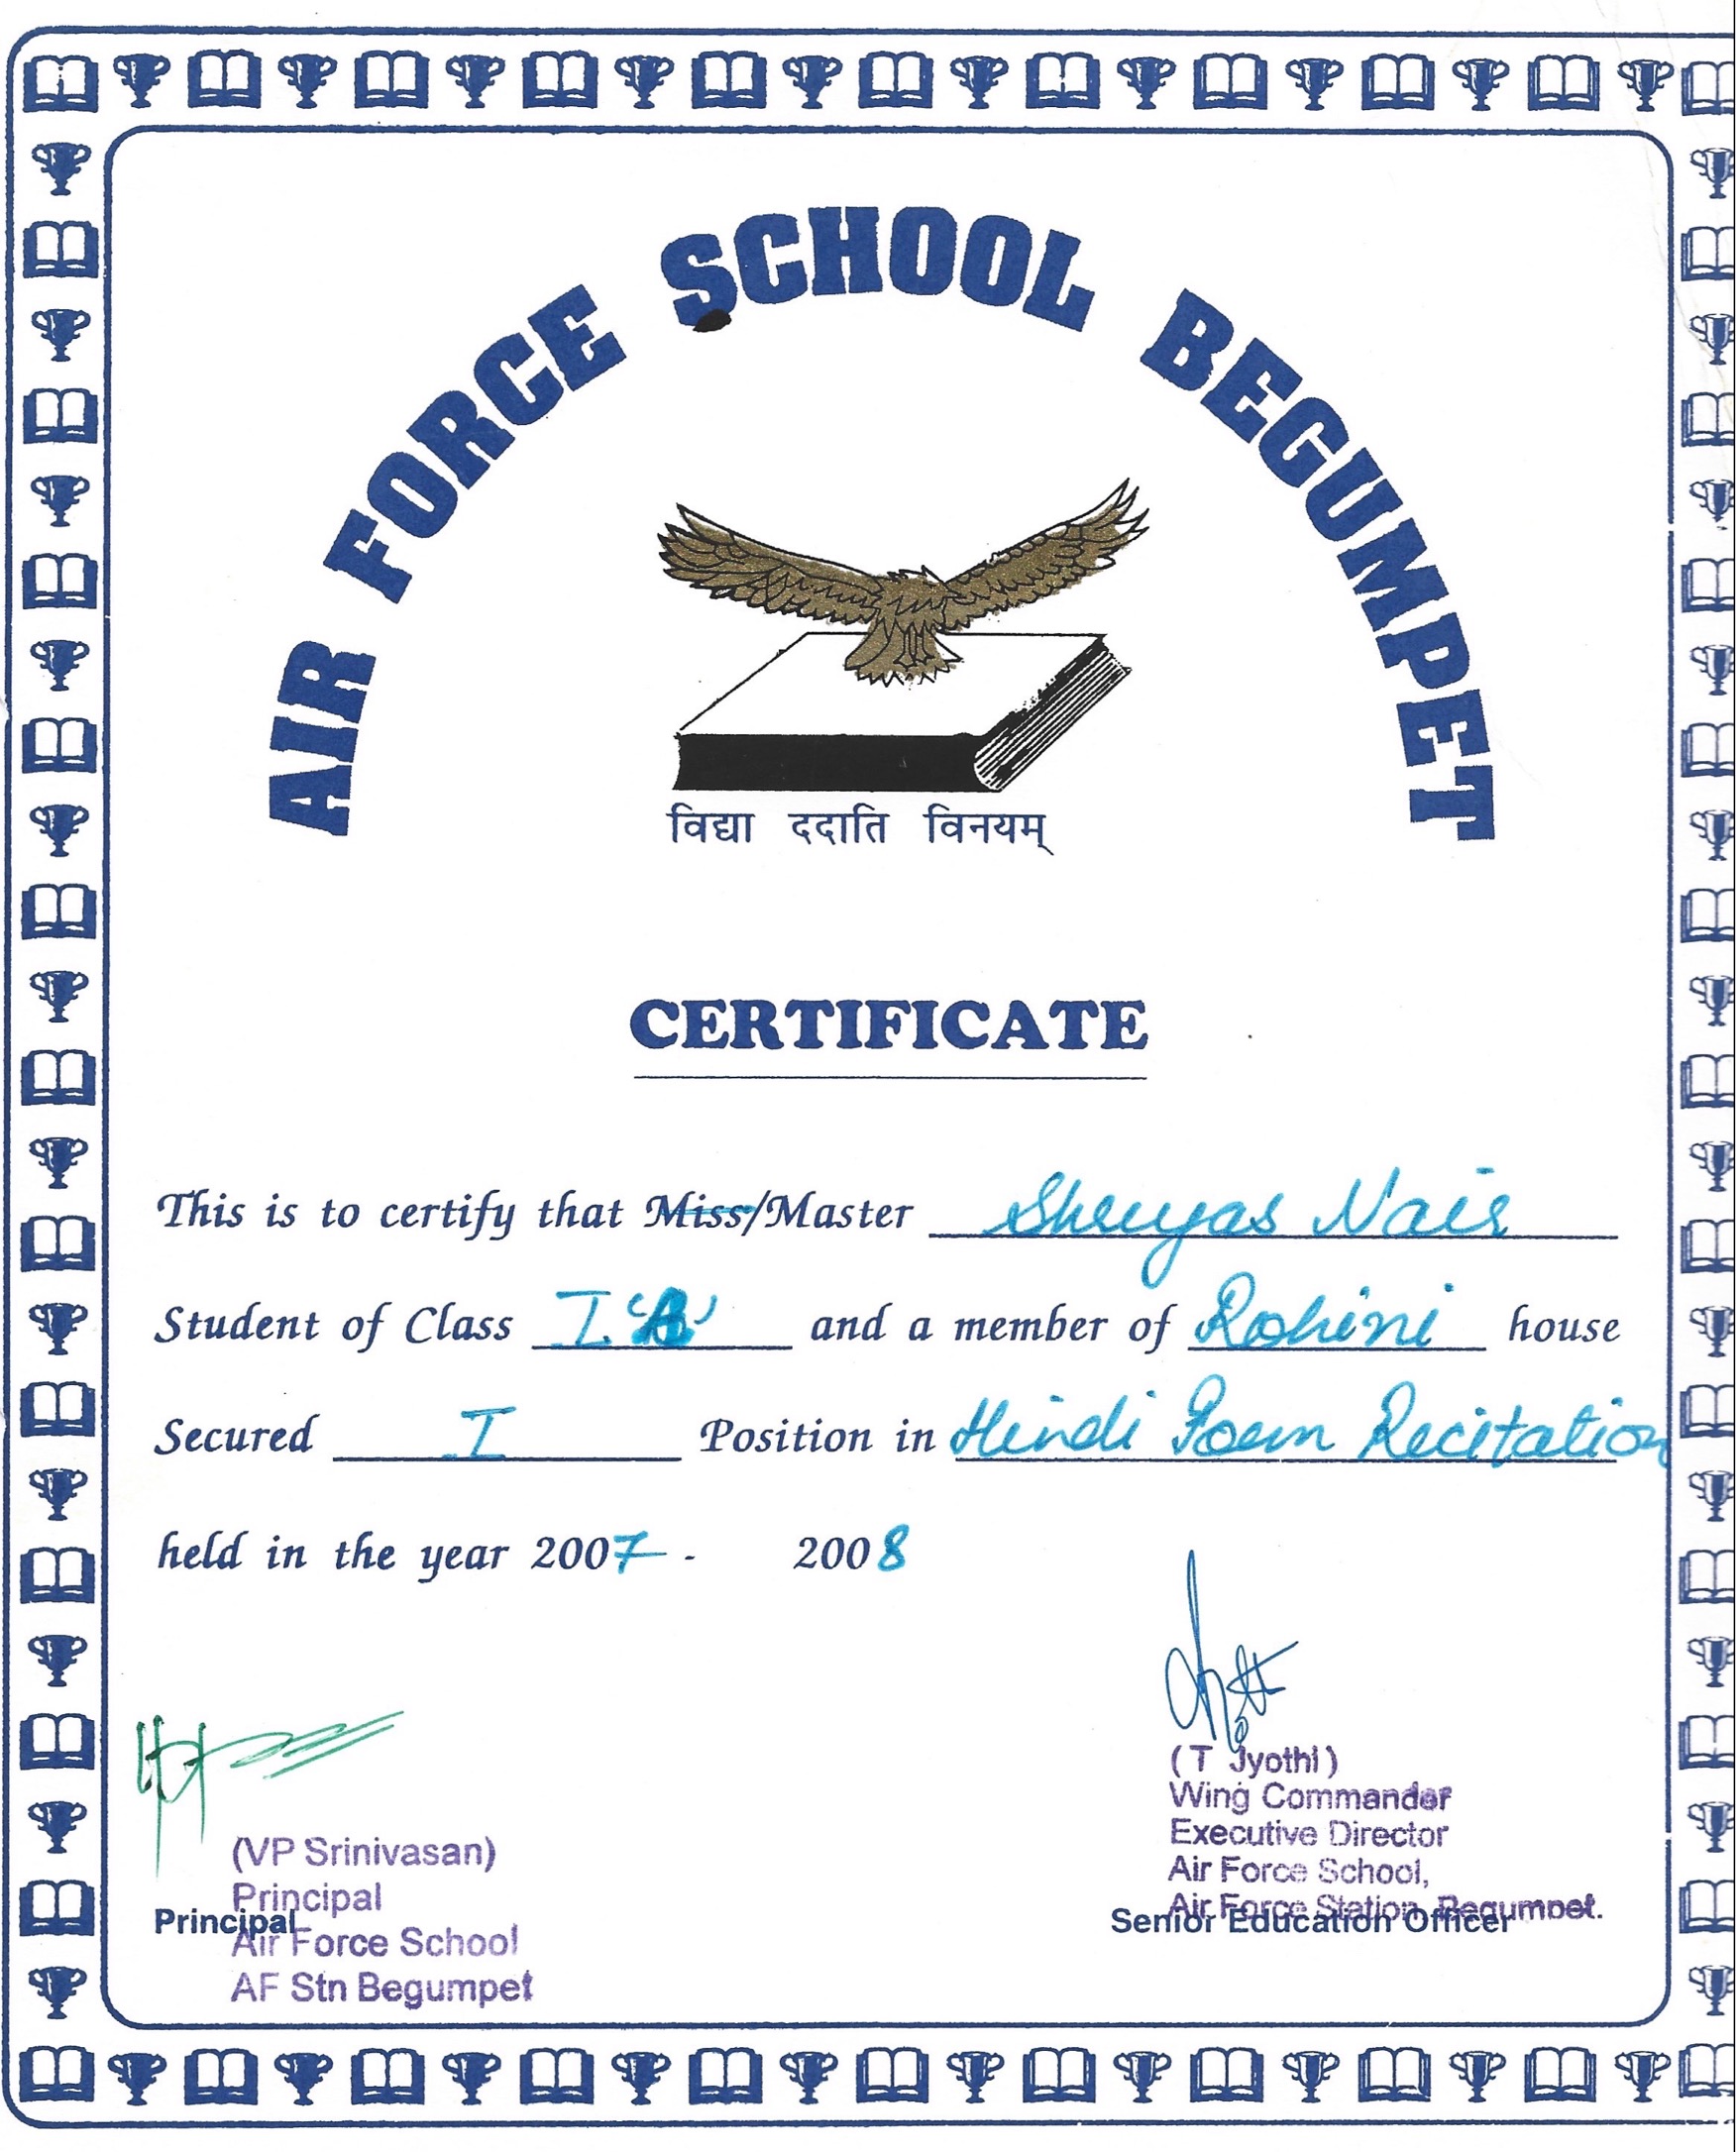 AIR FORCE SCHOOL BEGUMPET
विद्या ददाति विनयम्
CERTIFICATE
This is to certify that Miss/Master Shreyas Nair
Student of Class I and a member of Rohini house
Secured I Position in Hindi Poem Recitation
held in the year 2007 - 2008
(VP Srinivasan)
Principal
Principal
Air Force School
AF Stn Begumpet
(T Jyothi)
Wing Commander
Executive Director
Air Force School,
Air Force Station, Begumpet.
Senior Education Officer